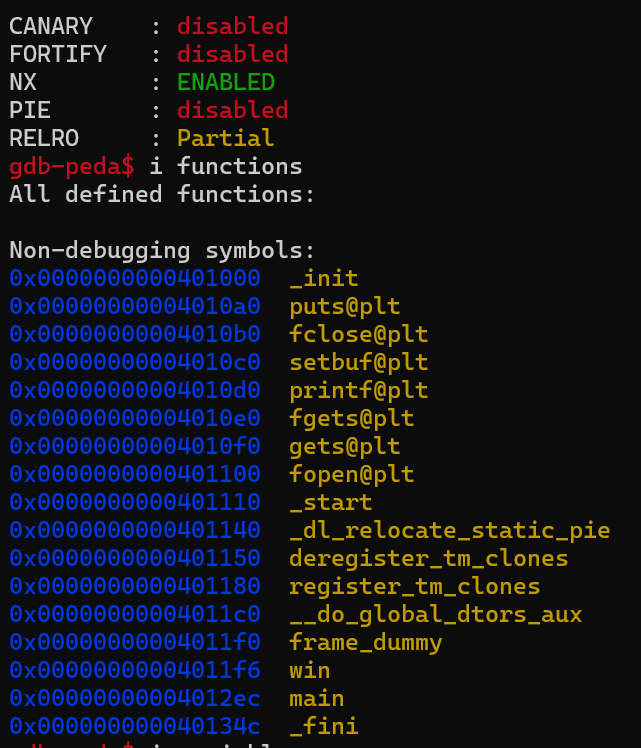 CANARY    : disabled
FORTIFY   : disabled
NX        : ENABLED
PIE       : disabled
RELRO     : Partial
gdb-peda$ i functions
All defined functions:
Non-debugging symbols:
0x0000000000401000  _init
0x00000000004010a0  puts@plt
0x00000000004010b0  fclose@plt
0x00000000004010c0  setbuf@plt
0x00000000004010d0  printf@plt
0x00000000004010e0  fgets@plt
0x00000000004010f0  gets@plt
0x0000000000401100  fopen@plt
0x0000000000401110  _start
0x0000000000401140  _dl_relocate_static_pie
0x0000000000401150  deregister_tm_clones
0x0000000000401180  register_tm_clones
0x00000000004011c0  __do_global_dtors_aux
0x00000000004011f0  frame_dummy
0x00000000004011f6  win
0x00000000004012ec  main
0x000000000040134c  _fini